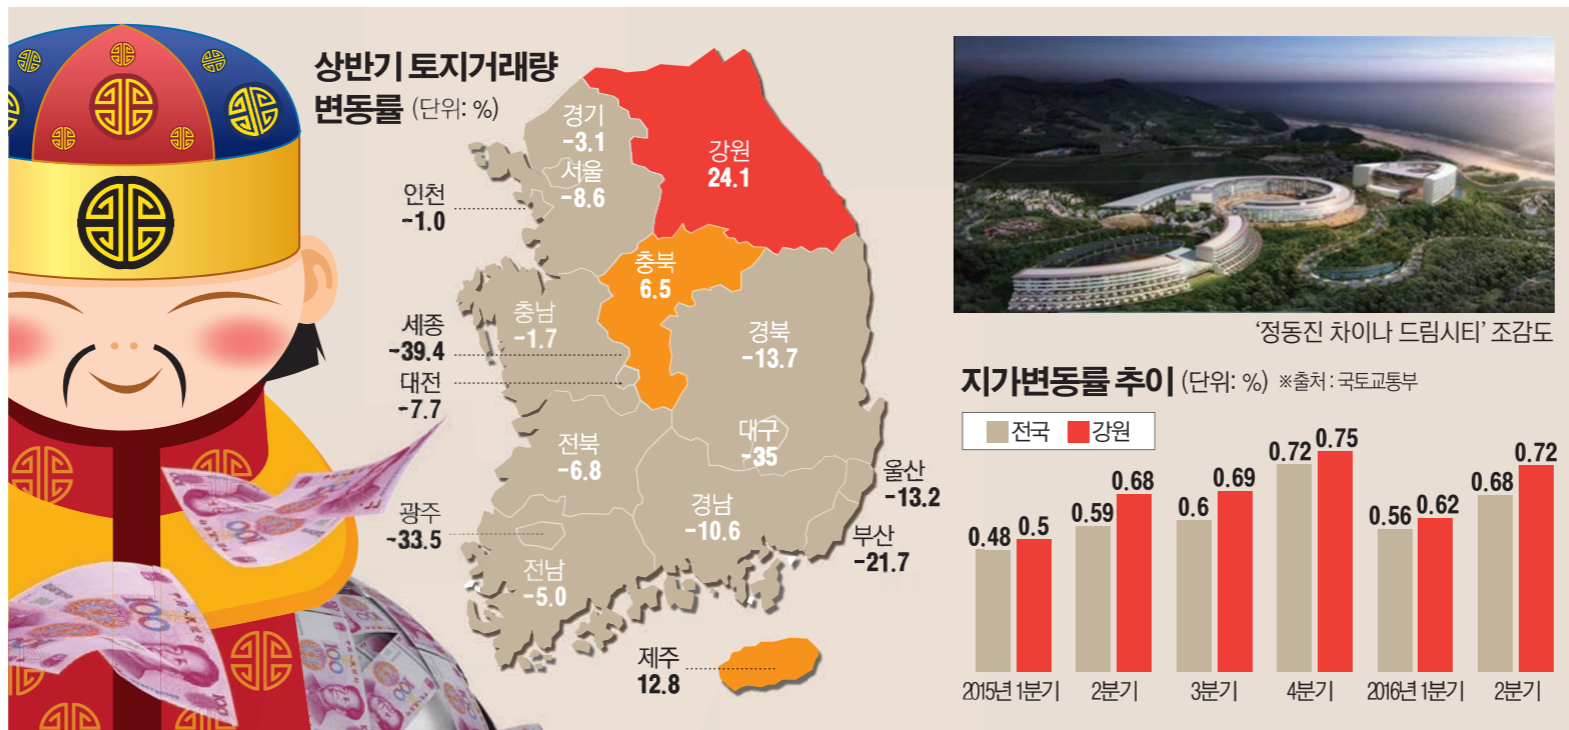 상반기 토지거래량
변동률 (단위: %)
경기
-3.1
서울
-8.6
강원
24.1
인천
-1.0
충북
6.5
충남
-1.7
세종
-39.4
대전
-7.7
경북
-13.7
대구
-35
전북
-6.8
울산
-13.2
경남
-10.6
광주
-33.5
부산
-21.7
전남
-5.0
제주
12.8
'정동진 차이나 드림시티' 조감도
지가변동률 추이 (단위: %) ※출처 : 국토교통부
전국 강원
0.48 0.5 0.59 0.68 0.6 0.69 0.72 0.75 0.56 0.62 0.68 0.72
2015년 1분기 2분기 3분기 4분기 2016년 1분기 2분기
100
100
100
100